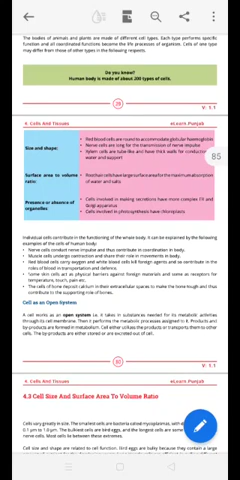 The bodies of animals and plants are made of different cell types. Each type performs specific
function and all coordinated functions become the life processes of organism. Cells of one type
may differ from those of other types in the following respects.
Do you know?
Human body is made of about 200 types of cells.
29
V: 1.1
4. Cells And Tissues
eLearn.Punjab
85
Size and shape:
Red blood cells are round to accommodate globular haemoglobin
Nerve cells are long for the transmission of nerve impulse
Xylem cells are tube-like and have thick walls for conduction
water and support
Surface area to volume
ratio:
Root hair cells have large surface area for the maximum absorption
of water and salts
Presence or absence of
organelles:
Cells involved in making secretions have more complex ER and
Golgi apparatus
Cells involved in photosynthesis have chloroplasts
Individual cells contribute in the functioning of the whole body. It can be explained by the following
examples of the cells of human body:
• Nerve cells conduct nerve impulse and thus contribute in coordination in body.
• Muscle cells undergo contraction and share their role in movements in body.
• Red blood cells carry oxygen and white blood cells kill foreign agents and so contribute in the
roles of blood in transportation and defence.
• Some skin cells act as physical barriers against foreign materials and some as receptors for
temperature, touch, pain etc.
• The cells of bone deposit calcium in their extracellular spaces to make the bone tough and thus
contribute to the supporting role of bones.
Cell as an Open System
A cell works as an open system i.e. it takes in substances needed for its metabolic activities
through its cell membrane. Then it performs the metabolic processes assigned to it. Products and
by-products are formed in metabolism. Cell either utilizes the products or transports them to other
cells. The by-products are either stored or are excreted out of cell.
30
V: 1.1
4. Cells And Tissues
eLearn.Punjab
4.3 Cell Size And Surface Area To Volume Ratio
Cells vary greatly in size. The smallest cells are bacteria called mycoplasmas, with
0.1 µm to 1.0 µm. The bulkiest cells are bird eggs, and the longest cells are some
nerve cells. Most cells lie between these extremes.
Cell size and shape are related to cell function. Bird eggs are bulky because they contain a large